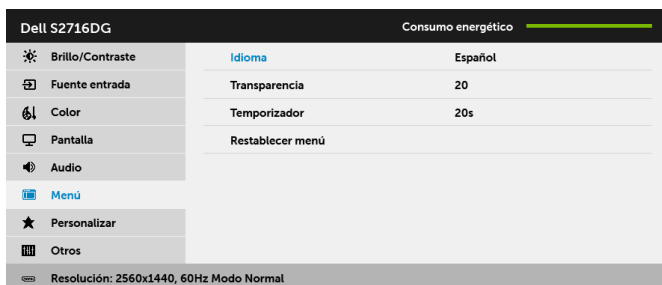 Dell S2716DG Consumo energético
Brillo/Contraste Idioma Español
Fuente entrada Transparencia 20
Color Temporizador 20s
Pantalla Restablecer menú
Audio
Menú
Personalizar
Otros
Resolución: 2560x1440, 60Hz Modo Normal